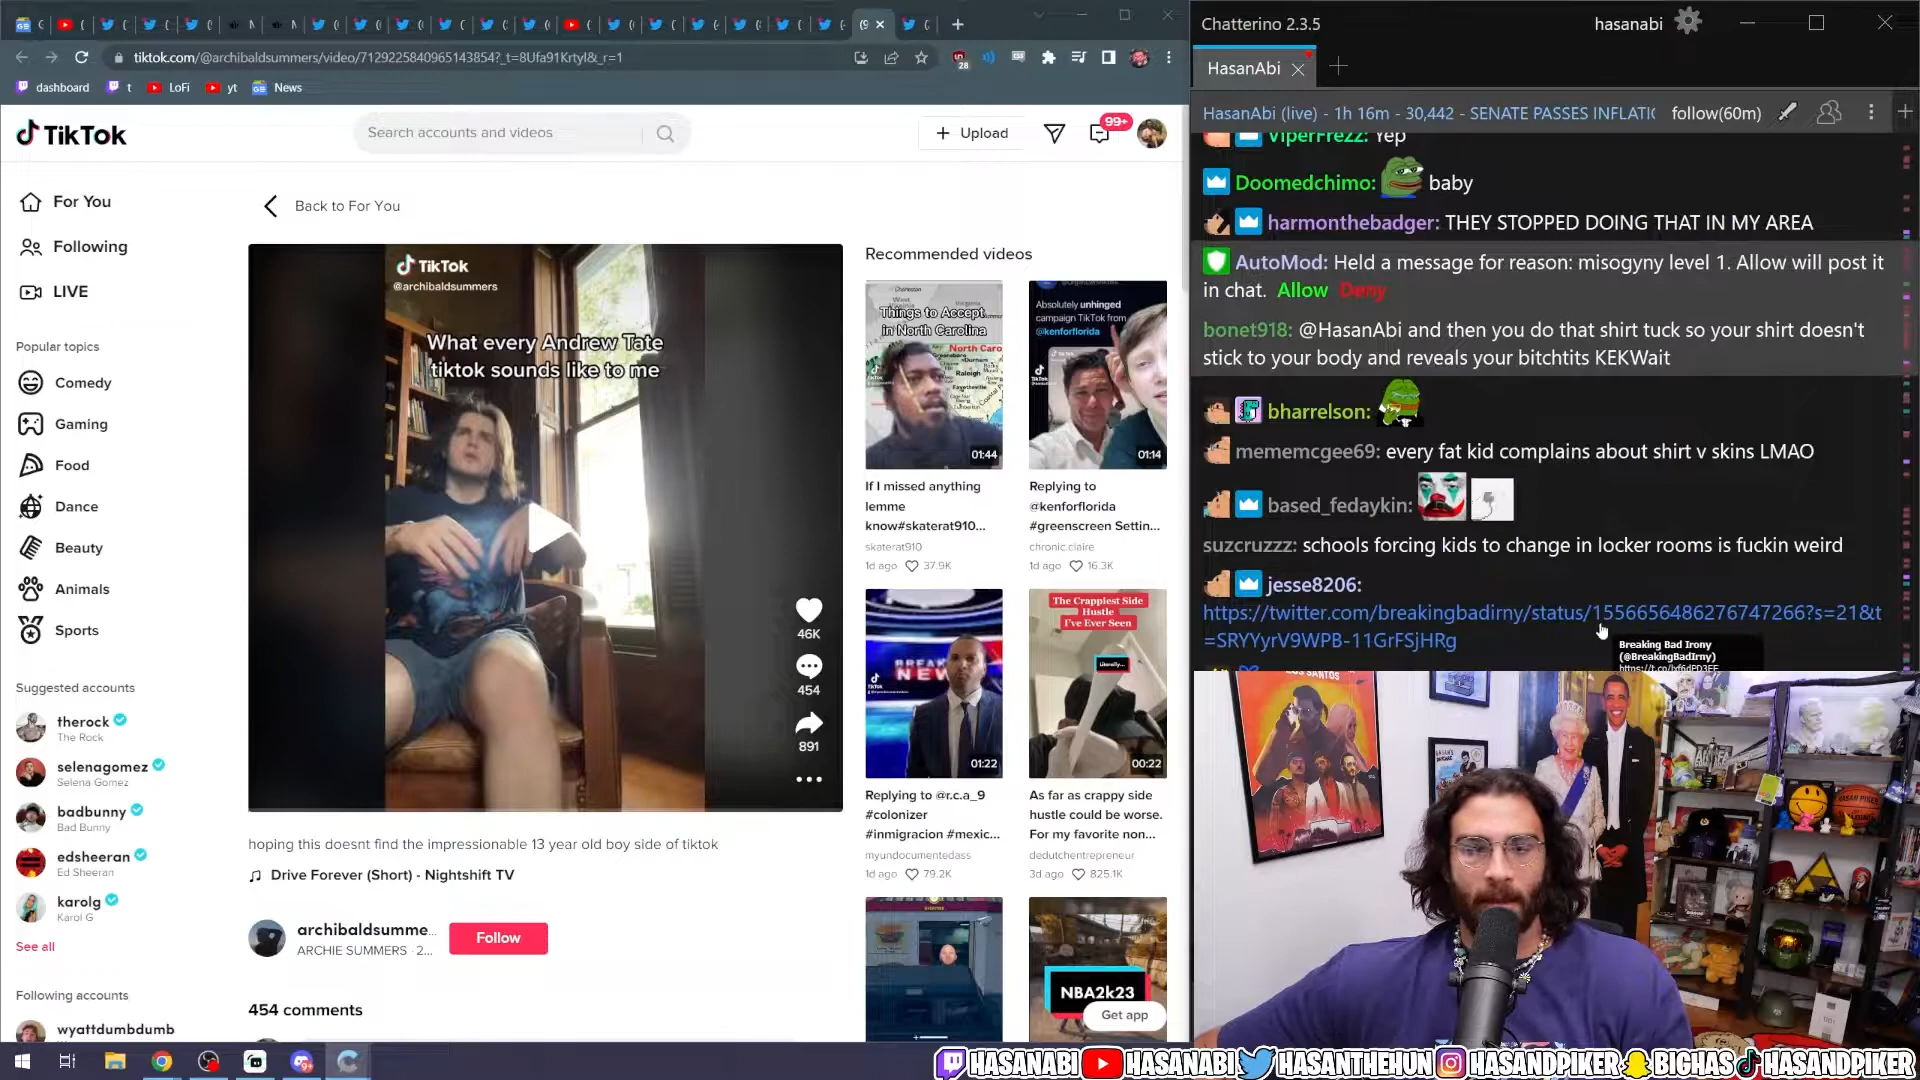 tiktok.com/@archibaldsummers/video/7129225840965143854?_t=8Ufa91Krtyl&_r=1
28
dashboard
t
LoFi
yt
News
TikTok
Search accounts and videos
Upload
99+
For You
Following
LIVE
Popular topics
Comedy
Gaming
Food
Dance
Beauty
Animals
Sports
Suggested accounts
therock
The Rock
selenagomez
Selena Gomez
badbunny
Bad Bunny
edsheeran
Ed Sheeran
karolg
Karol G
See all
Following accounts
wyattdumbdumb
Back to For You
TikTok
@archibaldsummers
What every Andrew Tate
tiktok sounds like to me
46K
454
891
hoping this doesnt find the impressionable 13 year old boy side of tiktok
Drive Forever (Short) - Nightshift TV
archibaldsumme...
ARCHIE SUMMERS · 2...
Follow
454 comments
Recommended videos
Things to Accept
in North Carolina
01:44
If I missed anything
lemme
know#skaterat910...
skaterat910
1d ago 37.9K
Absolutely unhinged
campaign TikTok from
@kenforflorida
01:14
Replying to
@kenforflorida
#greenscreen Settin...
chronic.claire
1d ago 16.3K
01:22
Replying to @r.c.a_9
#colonizer
#inmigracion #mexic...
myundocumentedass
1d ago 79.2K
The Crappiest Side
Hustle
I've Ever Seen
00:22
As far as crappy side
hustle could be worse.
For my favorite non...
dedutchentrepreneur
3d ago 825.1K
NBA2k23
Get app
Chatterino 2.3.5
hasanabi
HasanAbi
HasanAbi (live) - 1h 16m - 30,442 - SENATE PASSES INFLATIC
follow(60m)
ViperFrezz: Yep
Doomedchimo: baby
harmonthebadger: THEY STOPPED DOING THAT IN MY AREA
AutoMod: Held a message for reason: misogyny level 1. Allow will post it
in chat. Allow Deny
bonet918: @HasanAbi and then you do that shirt tuck so your shirt doesn't
stick to your body and reveals your bitchtits KEKWait
bharrelson:
mememcgee69: every fat kid complains about shirt v skins LMAO
based_fedaykin:
suzcruzzz: schools forcing kids to change in locker rooms is fuckin weird
jesse8206:
https://twitter.com/breakingbadirny/status/1556656486276747266?s=21&t
=SRYYyrV9WPB-11GrFSjHRg
Breaking Bad Irony
(@BreakingBadIrny)
LOS SANTOS
HASANABI HASANABI HASANTHEHUN HASANDPIKER BIGHAS HASANDPIKER